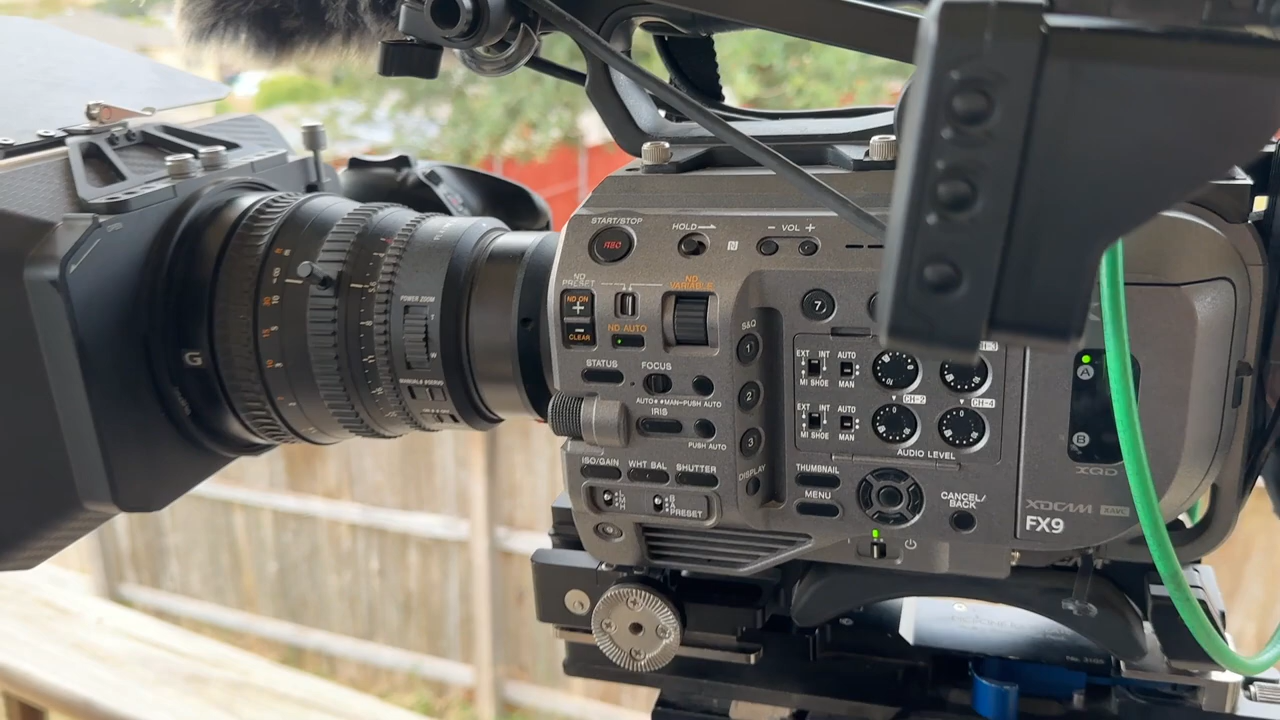 START/STOP
REC
HOLD
N
− VOL +
ND PRESET
ND VARIABLE
ND ON
+
−
CLEAR
ND AUTO
7
S&Q
1
2
3
DISPLAY
STATUS
FOCUS
AUTO MAN PUSH AUTO
IRIS
PUSH AUTO
ISO/GAIN
WHT BAL
SHUTTER
PRESET
EXT INT AUTO
MI SHOE MAN
CH-2 CH-4
EXT INT AUTO
MI SHOE MAN
AUDIO LEVEL
THUMBNAIL
MENU
CANCEL/
BACK
A
B
XQD
XDCAM XAVC
FX9
G
POWER ZOOM